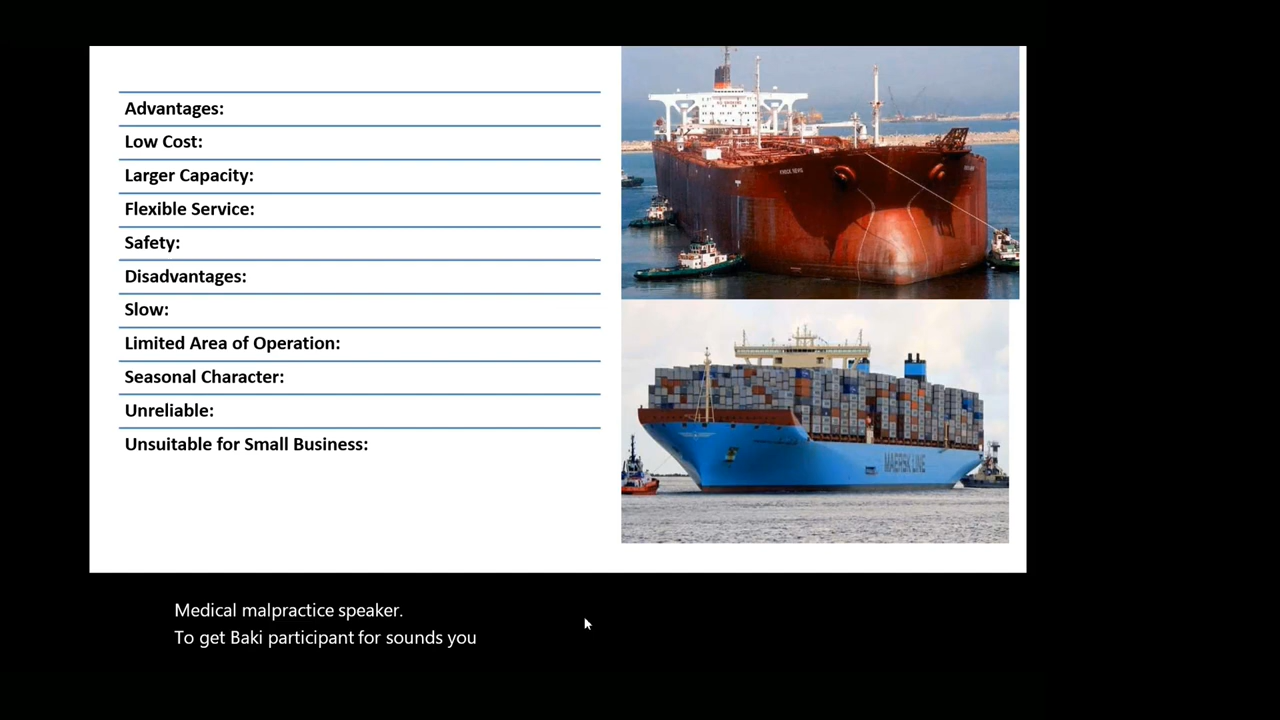 Advantages:
Low Cost:
Larger Capacity:
Flexible Service:
Safety:
Disadvantages:
Slow:
Limited Area of Operation:
Seasonal Character:
Unreliable:
Unsuitable for Small Business:
MAERSK LINE
Medical malpractice speaker.
To get Baki participant for sounds you